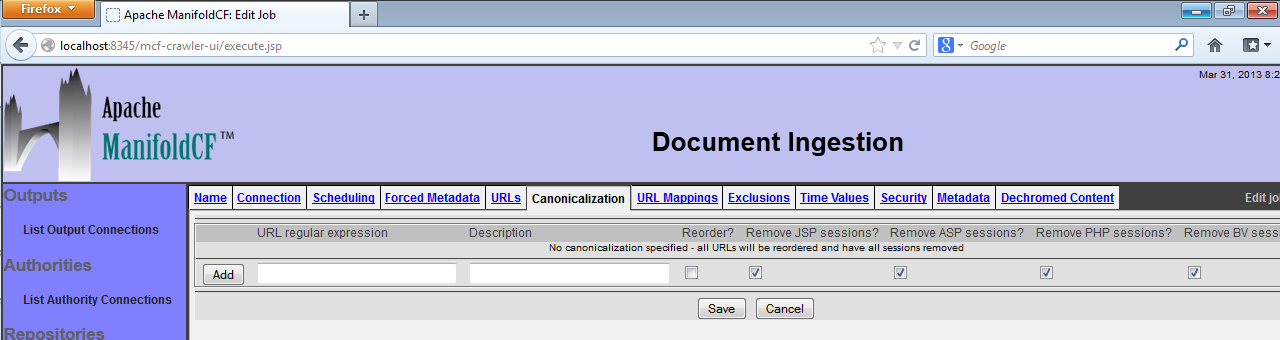 Firefox
Apache ManifoldCF: Edit Job
localhost:8345/mcf-crawler-ui/execute.jsp
Google
Mar 31, 2013 8:2
Apache
ManifoldCF™
Document Ingestion
Outputs
List Output Connections
Authorities
List Authority Connections
Repositories
Name Connection Scheduling Forced Metadata URLs Canonicalization URL Mappings Exclusions Time Values Security Metadata Dechromed Content Edit jo
URL regular expression Description Reorder? Remove JSP sessions? Remove ASP sessions? Remove PHP sessions? Remove BV sess
No canonicalization specified - all URLs will be reordered and have all sessions removed
Add
Save Cancel